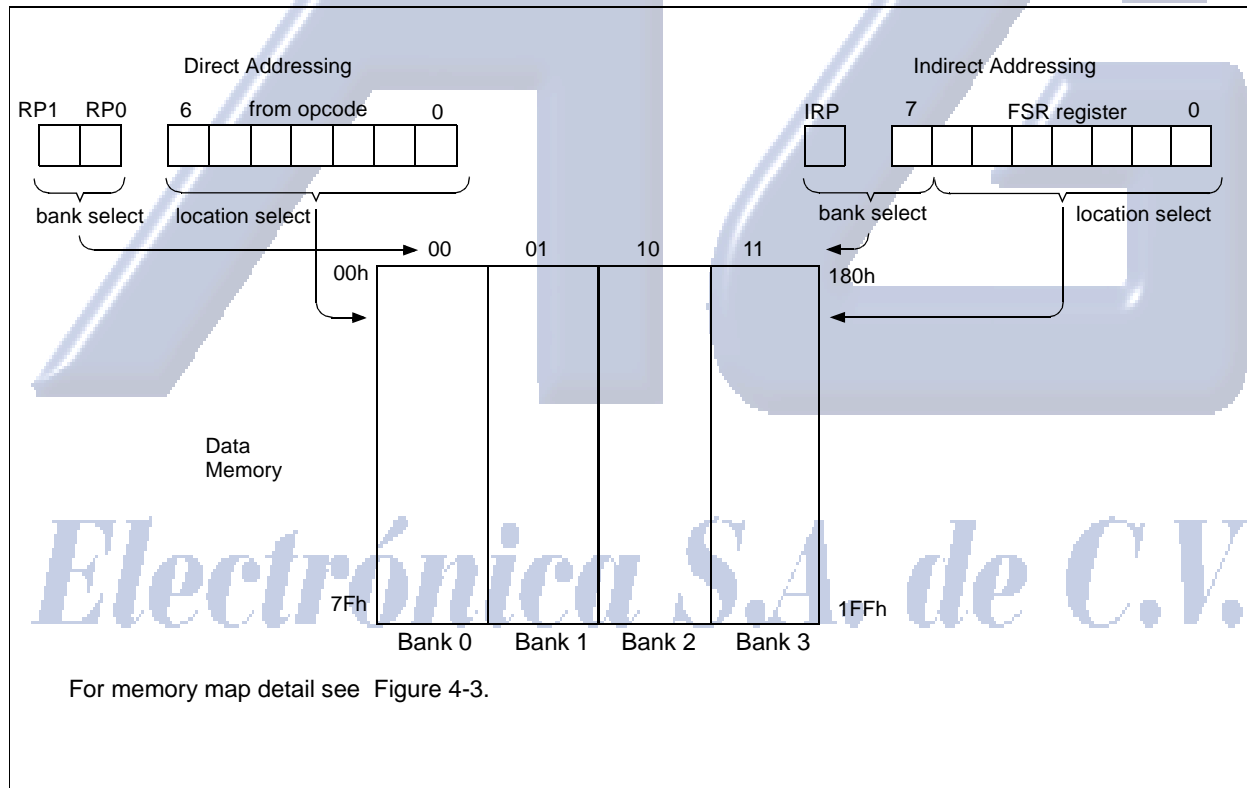 Direct Addressing
Indirect Addressing
RP1 RP0 6 from opcode 0
IRP 7 FSR register 0
bank select location select
bank select location select
00 01 10 11
00h
180h
Data
Memory
7Fh
1FFh
Bank 0 Bank 1 Bank 2 Bank 3
Electrónica S.A. de C.V.
For memory map detail see Figure 4-3.